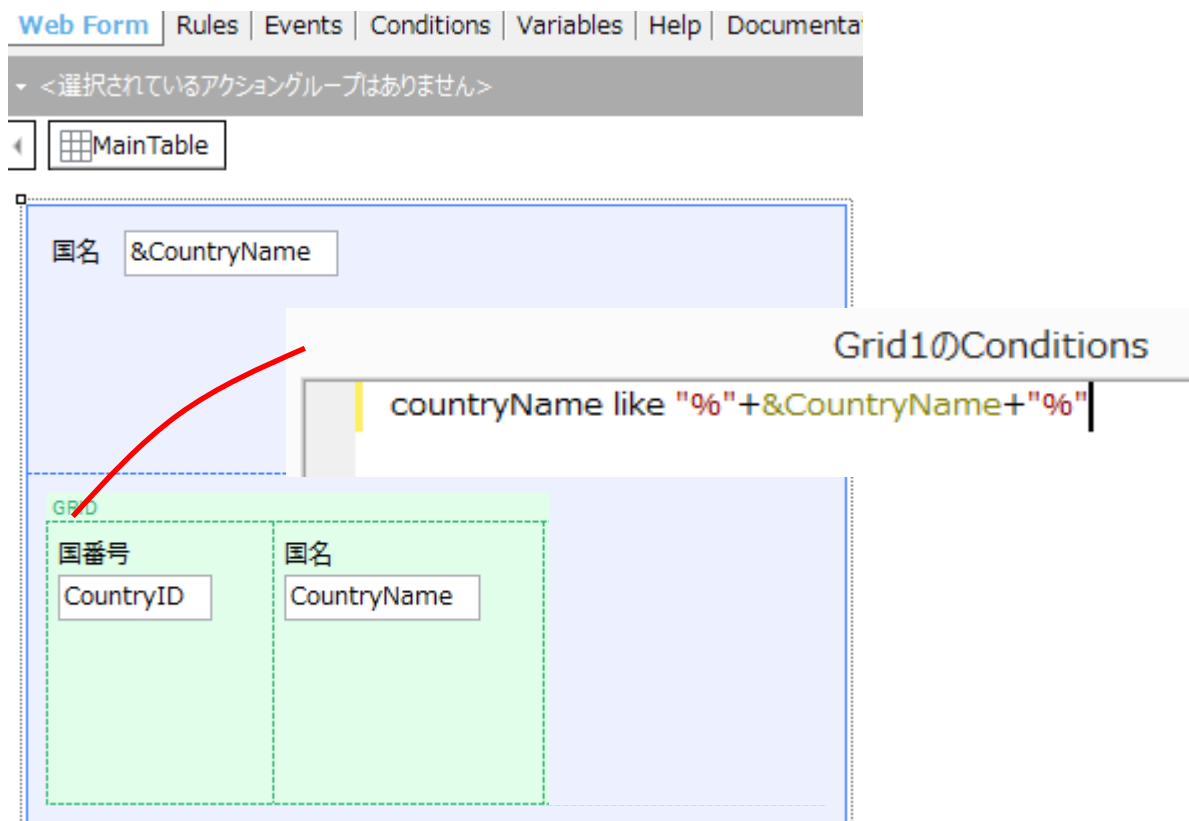 Web Form Rules Events Conditions Variables Help Documenta
<選択されているアクショングループはありません>
MainTable
国名 &CountryName
Grid1のConditions
countryName like "%"+&CountryName+"%"
GRID
国番号 国名
CountryID CountryName